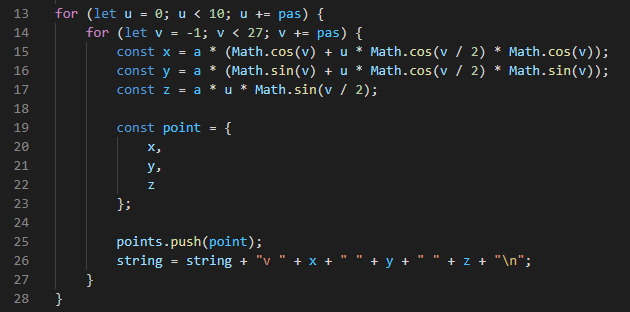 13 for (let u = 0; u < 10; u += pas) {
14     for (let v = -1; v < 27; v += pas) {
15         const x = a * (Math.cos(v) + u * Math.cos(v / 2) * Math.cos(v));
16         const y = a * (Math.sin(v) + u * Math.cos(v / 2) * Math.sin(v));
17         const z = a * u * Math.sin(v / 2);
18
19         const point = {
20             x,
21             y,
22             z
23         };
24
25         points.push(point);
26         string = string + "v " + x + " " + y + " " + z + "\n";
27     }
28 }